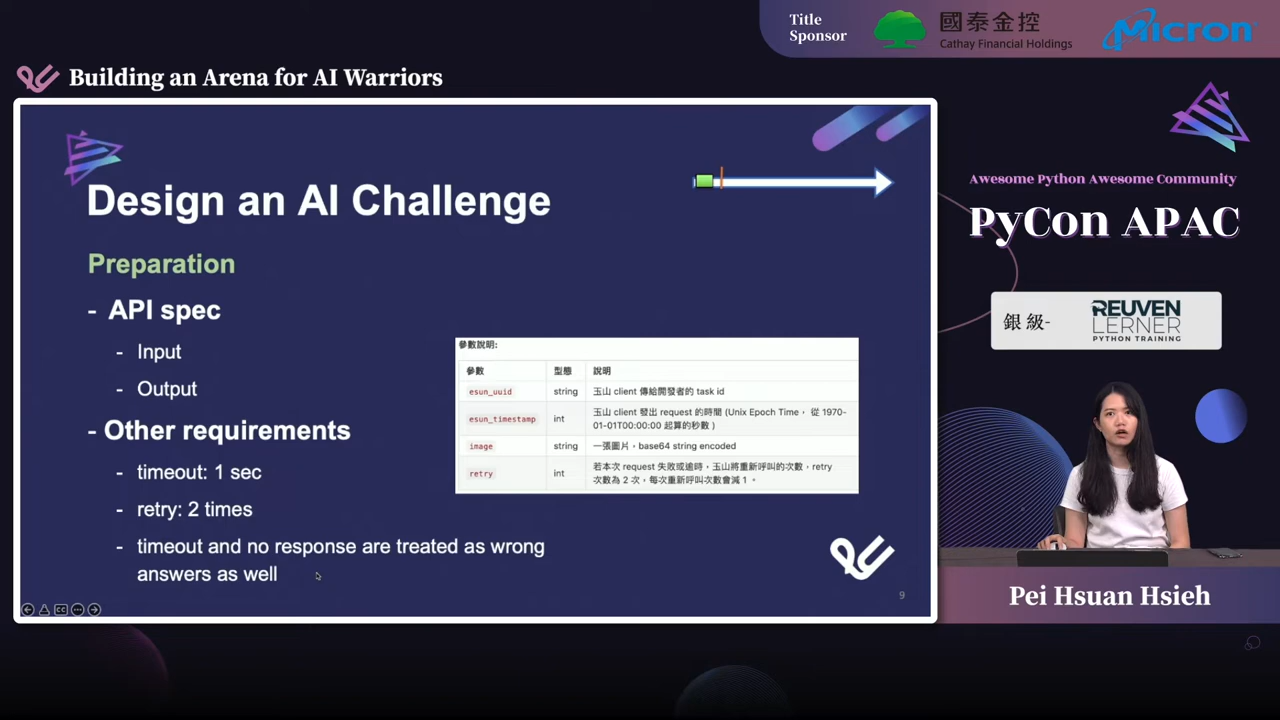 Title
Sponsor
國泰金控
Cathay Financial Holdings
Micron
Building an Arena for AI Warriors
Design an AI Challenge
Preparation
- API spec
- Input
- Output
- Other requirements
- timeout: 1 sec
- retry: 2 times
- timeout and no response are treated as wrong
answers as well
參數說明:
參數 型態 說明
esun_uuid string 玉山 client 傳給開發者的 task id
esun_timestamp int 玉山 client 發出 request 的時間 (Unix Epoch Time， 從 1970-
01-01T00:00:00 起算的秒數 )
image string 一張圖片，base64 string encoded
retry int 若本次 request 失敗或逾時，玉山將重新呼叫的次數，retry
次數為 2 次，每次重新呼叫次數會減 1 。
9
CC
Awesome Python Awesome Community
PyCon APAC
銀 級-
REUVEN
LERNER
PYTHON TRAINING
Pei Hsuan Hsieh